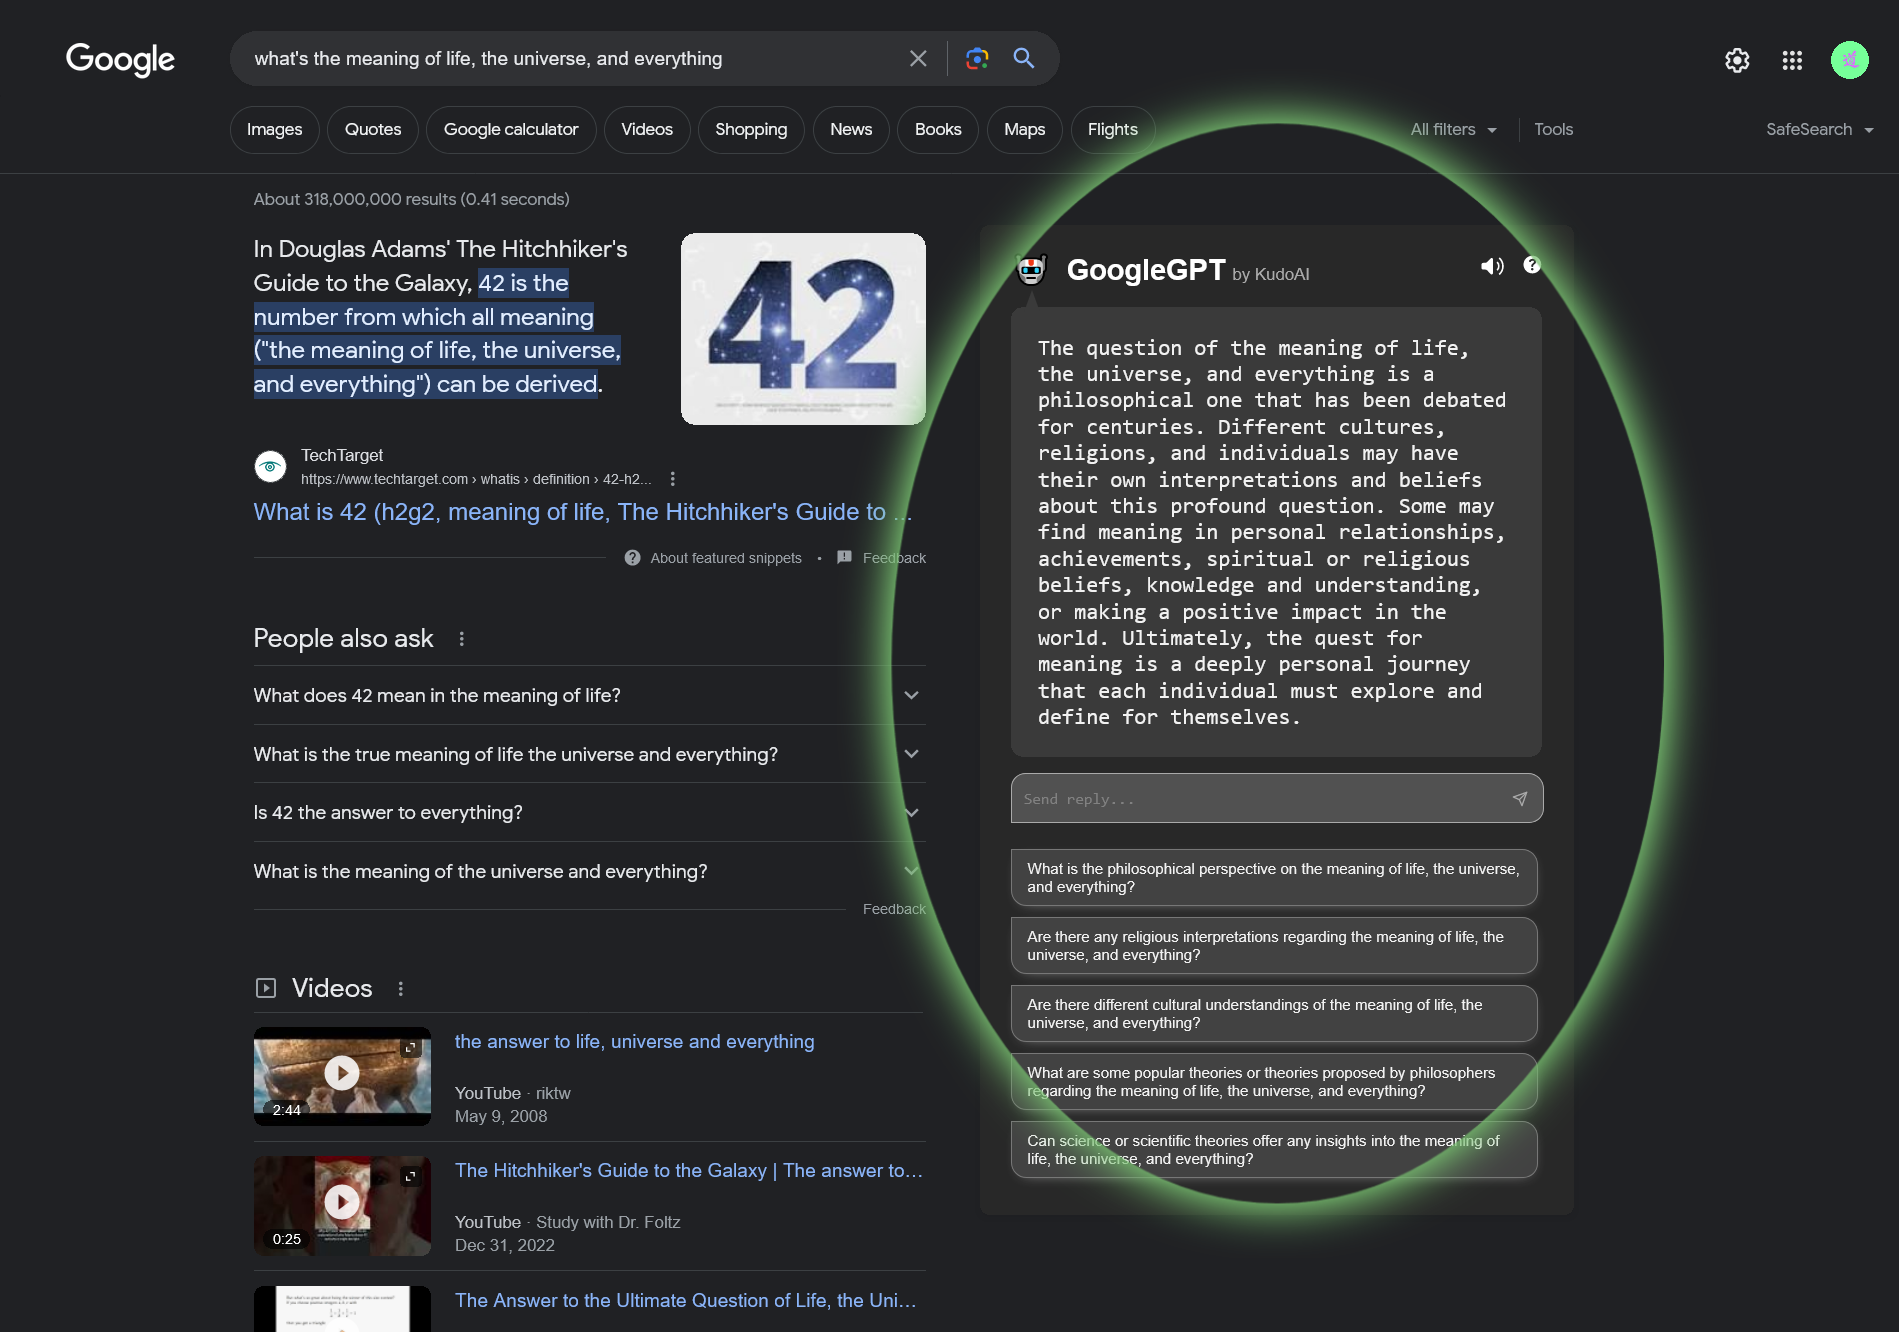 Google
what's the meaning of life, the universe, and everything
Images
Quotes
Google calculator
Videos
Shopping
News
Books
Maps
Flights
All filters
Tools
SafeSearch
About 318,000,000 results (0.41 seconds)
In Douglas Adams' The Hitchhiker's
Guide to the Galaxy, 42 is the
number from which all meaning
("the meaning of life, the universe,
and everything") can be derived.
42
TechTarget
https://www.techtarget.com › whatis › definition › 42-h2...
What is 42 (h2g2, meaning of life, The Hitchhiker's Guide to ...
About featured snippets
•
Feedback
People also ask
What does 42 mean in the meaning of life?
What is the true meaning of life the universe and everything?
Is 42 the answer to everything?
What is the meaning of the universe and everything?
Feedback
Videos
2:44
the answer to life, universe and everything
YouTube · riktw
May 9, 2008
0:25
The Hitchhiker's Guide to the Galaxy | The answer to...
YouTube · Study with Dr. Foltz
Dec 31, 2022
The Answer to the Ultimate Question of Life, the Uni...
GoogleGPT by KudoAI
The question of the meaning of life,
the universe, and everything is a
philosophical one that has been debated
for centuries. Different cultures,
religions, and individuals may have
their own interpretations and beliefs
about this profound question. Some may
find meaning in personal relationships,
achievements, spiritual or religious
beliefs, knowledge and understanding,
or making a positive impact in the
world. Ultimately, the quest for
meaning is a deeply personal journey
that each individual must explore and
define for themselves.
Send reply...
What is the philosophical perspective on the meaning of life, the universe,
and everything?
Are there any religious interpretations regarding the meaning of life, the
universe, and everything?
Are there different cultural understandings of the meaning of life, the
universe, and everything?
What are some popular theories or theories proposed by philosophers
regarding the meaning of life, the universe, and everything?
Can science or scientific theories offer any insights into the meaning of
life, the universe, and everything?